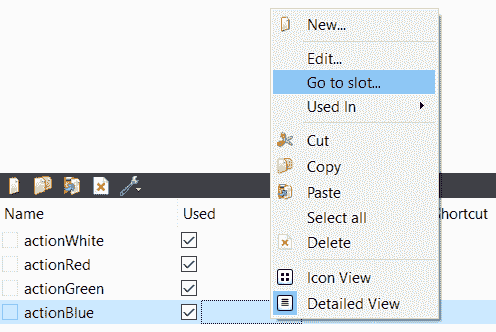 New...
Edit...
Go to slot...
Used In
Cut
Copy
Paste
Select all
Delete
Icon View
Detailed View
Name Used Shortcut
actionWhite
actionRed
actionGreen
actionBlue